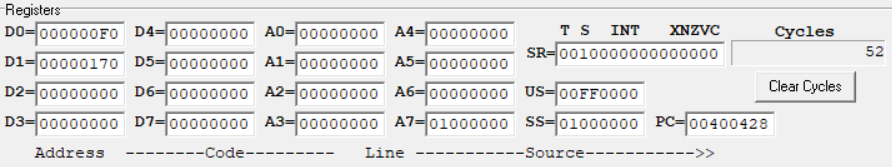 Registers
T S INT XNZVC Cycles
D0= 000000F0 D4= 00000000 A0= 00000000 A4= 00000000 SR= 0010000000000000 52
D1= 00000170 D5= 00000000 A1= 00000000 A5= 00000000 Clear Cycles
D2= 00000000 D6= 00000000 A2= 00000000 A6= 00000000 US= 00FF0000
D3= 00000000 D7= 00000000 A3= 00000000 A7= 01000000 SS= 01000000 PC= 00400428
Address --------Code--------- Line -----------Source----------->>